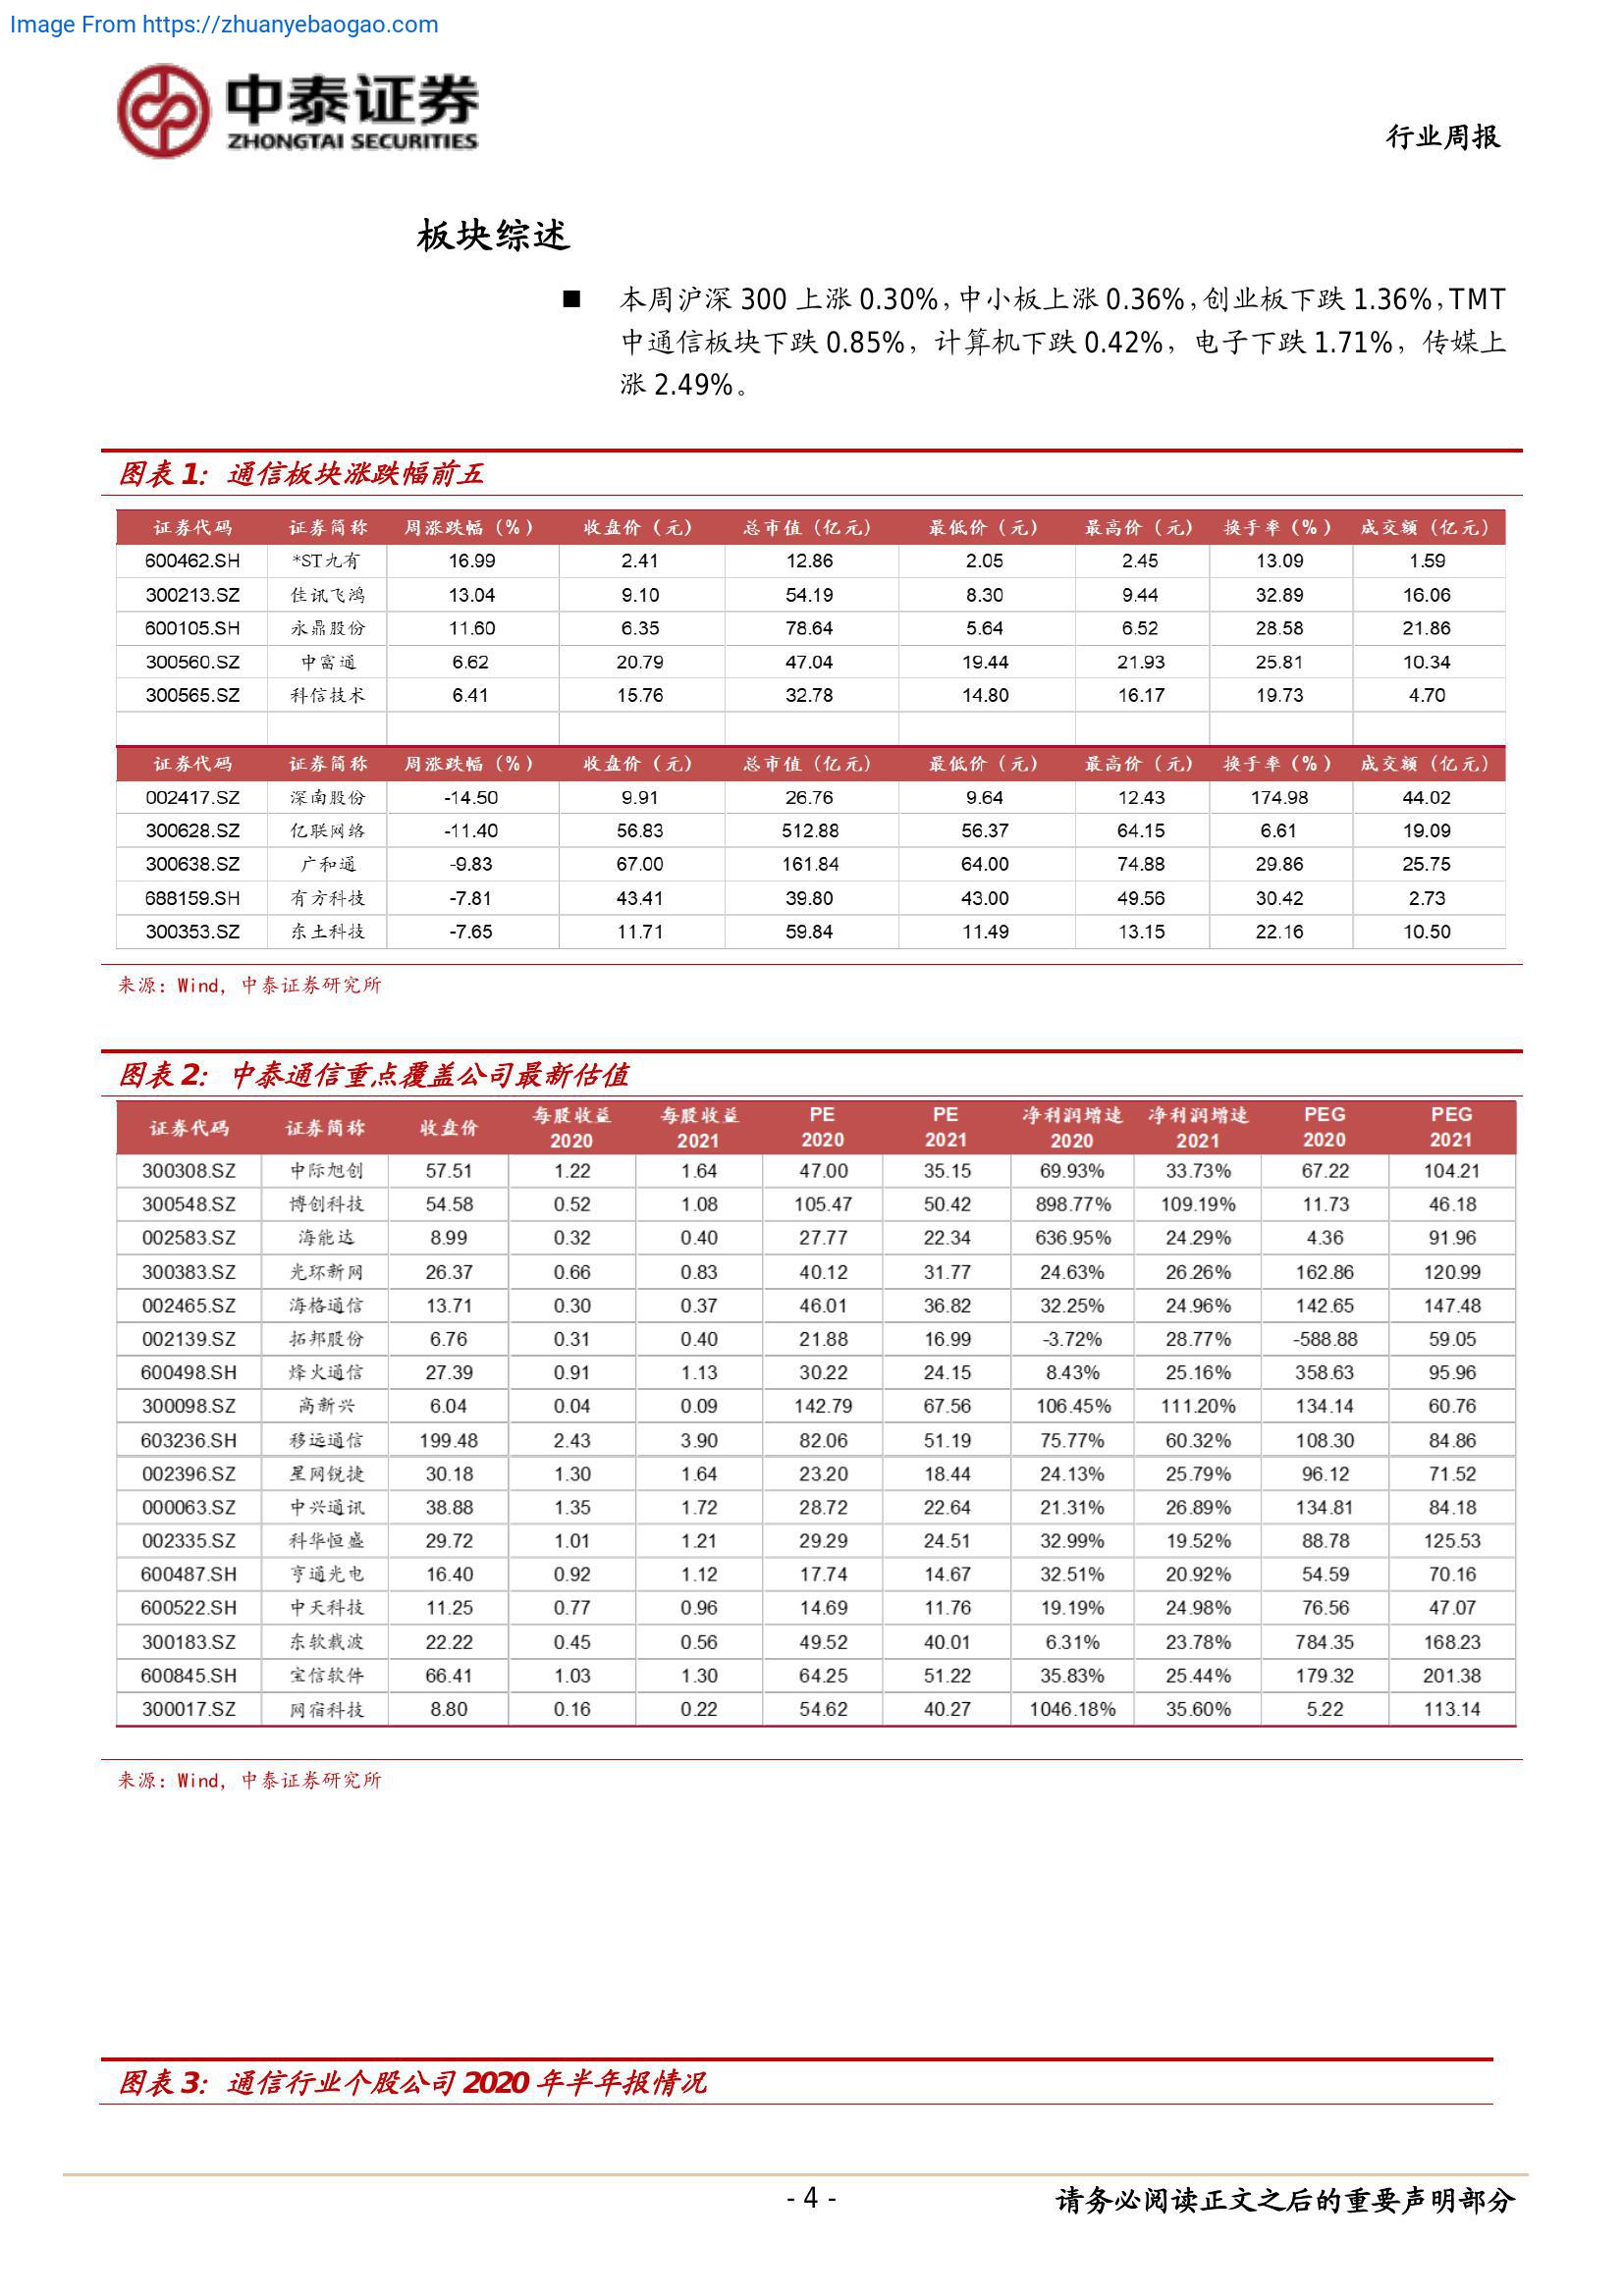 Image From https://zhuanyebaogao.com
中泰证券
ZHONGTAI SECURITIES
行业周报
板块综述
■ 本周沪深 300 上涨 0.30%，中小板上涨 0.36%，创业板下跌 1.36%，TMT
中通信板块下跌 0.85%，计算机下跌 0.42%，电子下跌 1.71%，传媒上
涨 2.49%。
图表 1：通信板块涨跌幅前五
证券代码 证券简称 周涨跌幅（%） 收盘价（元） 总市值（亿元） 最低价（元） 最高价（元） 换手率（%） 成交额（亿元）
600462.SH *ST九有 16.99 2.41 12.86 2.05 2.45 13.09 1.59
300213.SZ 佳讯飞鸿 13.04 9.10 54.19 8.30 9.44 32.89 16.06
600105.SH 永鼎股份 11.60 6.35 78.64 5.64 6.52 28.58 21.86
300560.SZ 中富通 6.62 20.79 47.04 19.44 21.93 25.81 10.34
300565.SZ 科信技术 6.41 15.76 32.78 14.80 16.17 19.73 4.70
证券代码 证券简称 周涨跌幅（%） 收盘价（元） 总市值（亿元） 最低价（元） 最高价（元） 换手率（%） 成交额（亿元）
002417.SZ 深南股份 -14.50 9.91 26.76 9.64 12.43 174.98 44.02
300628.SZ 亿联网络 -11.40 56.83 512.88 56.37 64.15 6.61 19.09
300638.SZ 广和通 -9.83 67.00 161.84 64.00 74.88 29.86 25.75
688159.SH 有方科技 -7.81 43.41 39.80 43.00 49.56 30.42 2.73
300353.SZ 东土科技 -7.65 11.71 59.84 11.49 13.15 22.16 10.50
来源：Wind，中泰证券研究所
图表 2：中泰通信重点覆盖公司最新估值
证券代码 证券简称 收盘价 每股收益 每股收益 PE PE 净利润增速 净利润增速 PEG PEG
2020 2021 2020 2021 2020 2021 2020 2021
300308.SZ 中际旭创 57.51 1.22 1.64 47.00 35.15 69.93% 33.73% 67.22 104.21
300548.SZ 博创科技 54.58 0.52 1.08 105.47 50.42 898.77% 109.19% 11.73 46.18
002583.SZ 海能达 8.99 0.32 0.40 27.77 22.34 636.95% 24.29% 4.36 91.96
300383.SZ 光环新网 26.37 0.66 0.83 40.12 31.77 24.63% 26.26% 162.86 120.99
002465.SZ 海格通信 13.71 0.30 0.37 46.01 36.82 32.25% 24.96% 142.65 147.48
002139.SZ 拓邦股份 6.76 0.31 0.40 21.88 16.99 -3.72% 28.77% -588.88 59.05
600498.SH 烽火通信 27.39 0.91 1.13 30.22 24.15 8.43% 25.16% 358.63 95.96
300098.SZ 高新兴 6.04 0.04 0.09 142.79 67.56 106.45% 111.20% 134.14 60.76
603236.SH 移远通信 199.48 2.43 3.90 82.06 51.19 75.77% 60.32% 108.30 84.86
002396.SZ 星网锐捷 30.18 1.30 1.64 23.20 18.44 24.13% 25.79% 96.12 71.52
000063.SZ 中兴通讯 38.88 1.35 1.72 28.72 22.64 21.31% 26.89% 134.81 84.18
002335.SZ 科华恒盛 29.72 1.01 1.21 29.29 24.51 32.99% 19.52% 88.78 125.53
600487.SH 亨通光电 16.40 0.92 1.12 17.74 14.67 32.51% 20.92% 54.59 70.16
600522.SH 中天科技 11.25 0.77 0.96 14.69 11.76 19.19% 24.98% 76.56 47.07
300183.SZ 东软载波 22.22 0.45 0.56 49.52 40.01 6.31% 23.78% 784.35 168.23
600845.SH 宝信软件 66.41 1.03 1.30 64.25 51.22 35.83% 25.44% 179.32 201.38
300017.SZ 网宿科技 8.80 0.16 0.22 54.62 40.27 1046.18% 35.60% 5.22 113.14
来源：Wind，中泰证券研究所
图表 3：通信行业个股公司 2020 年半年报情况
- 4 -
请务必阅读正文之后的重要声明部分